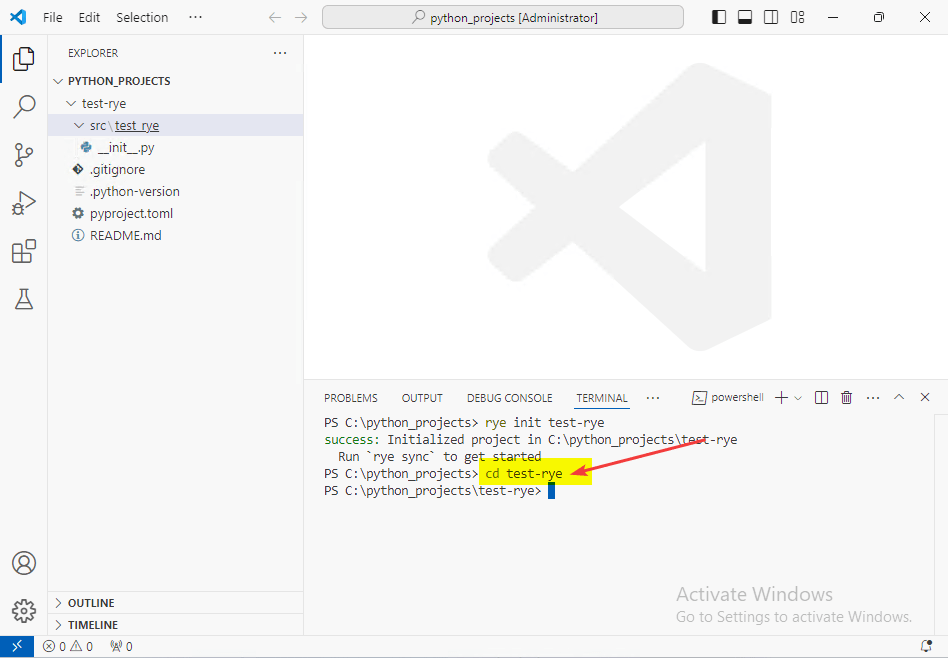 File Edit Selection ··· python_projects [Administrator]
EXPLORER ···
PYTHON_PROJECTS
test-rye
src\test_rye
__init__.py
.gitignore
.python-version
pyproject.toml
README.md
PROBLEMS OUTPUT DEBUG CONSOLE TERMINAL ··· powershell ···
PS C:\python_projects> rye init test-rye
success: Initialized project in C:\python_projects\test-rye
Run `rye sync` to get started
PS C:\python_projects> cd test-rye
PS C:\python_projects\test-rye>
Activate Windows
Go to Settings to activate Windows.
OUTLINE
TIMELINE
0 0 0